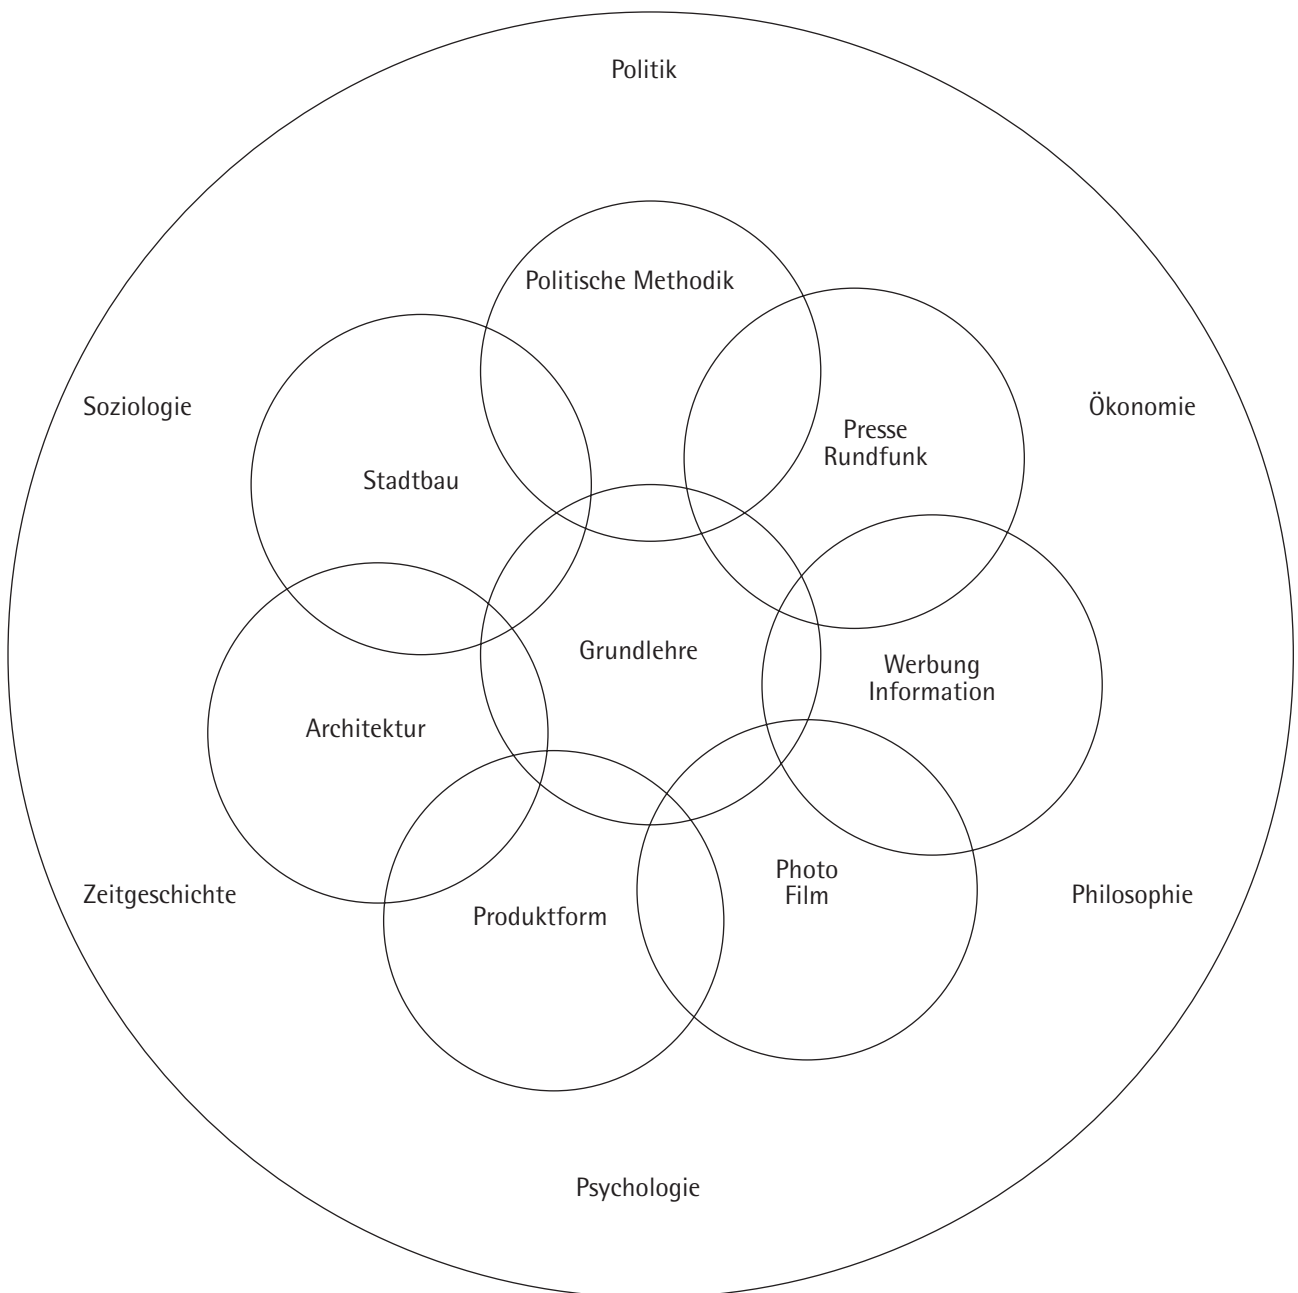 Politik
Politische Methodik
Soziologie
Ökonomie
Presse
Rundfunk
Stadtbau
Grundlehre
Werbung
Information
Architektur
Photo
Film
Zeitgeschichte
Philosophie
Produktform
Psychologie